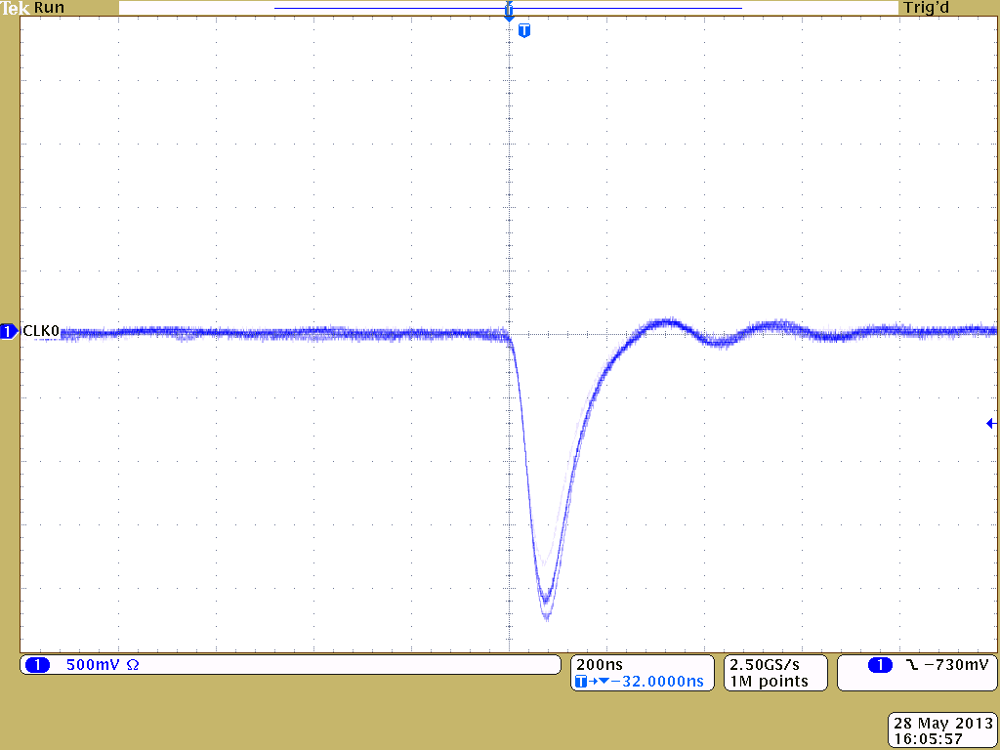 Tek Run Trig'd
T
T
1 CLK0
1 500mV Ω 200ns 2.50GS/s 1 -730mV
T→▼-32.0000ns 1M points
28 May 2013
16:05:57